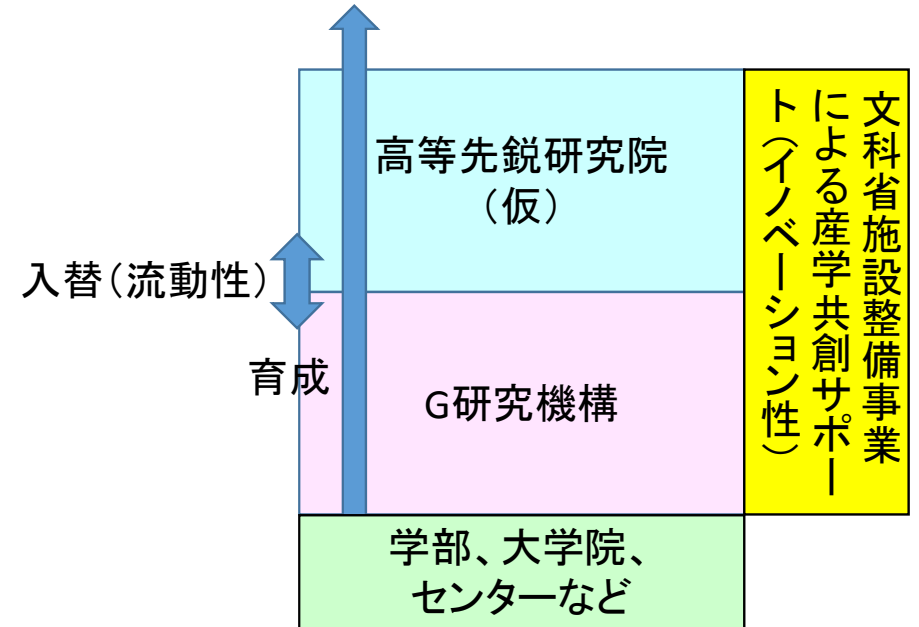 高等先鋭研究院
（仮）
文科省施設整備事業
による産学共創サポー
ト（イノベーション性）
入替（流動性）
育成
G研究機構
学部、大学院、
センターなど